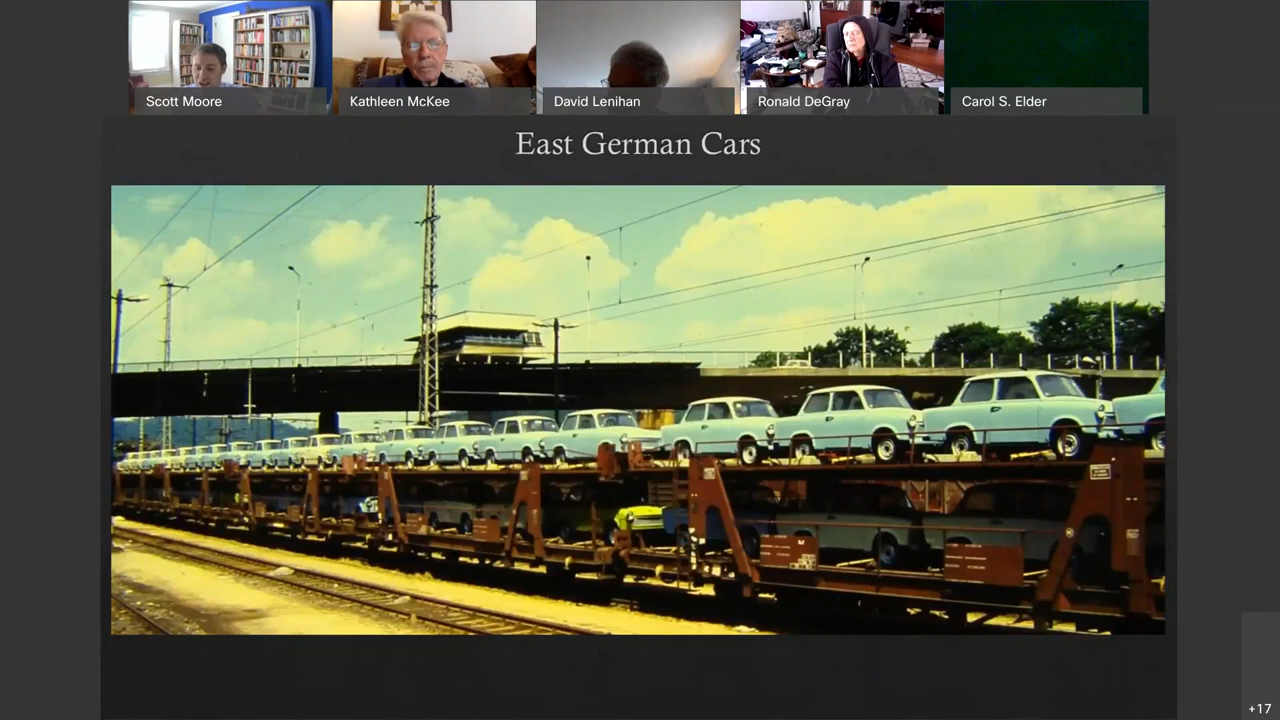 Scott Moore
Kathleen McKee
David Lenihan
Ronald DeGray
Carol S. Elder
East German Cars
+17